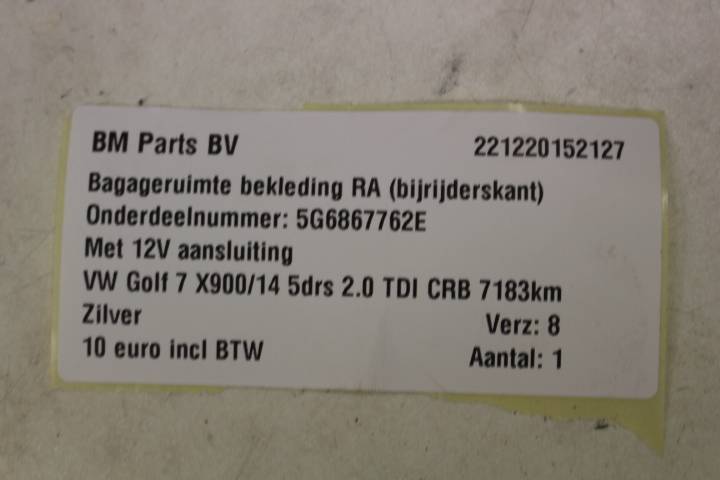 BM Parts BV 221220152127
Bagageruimte bekleding RA (bijrijderskant)
Onderdeelnummer: 5G6867762E
Met 12V aansluiting
VW Golf 7 X900/14 5drs 2.0 TDI CRB 7183km
Zilver Verz: 8
10 euro incl BTW Aantal: 1